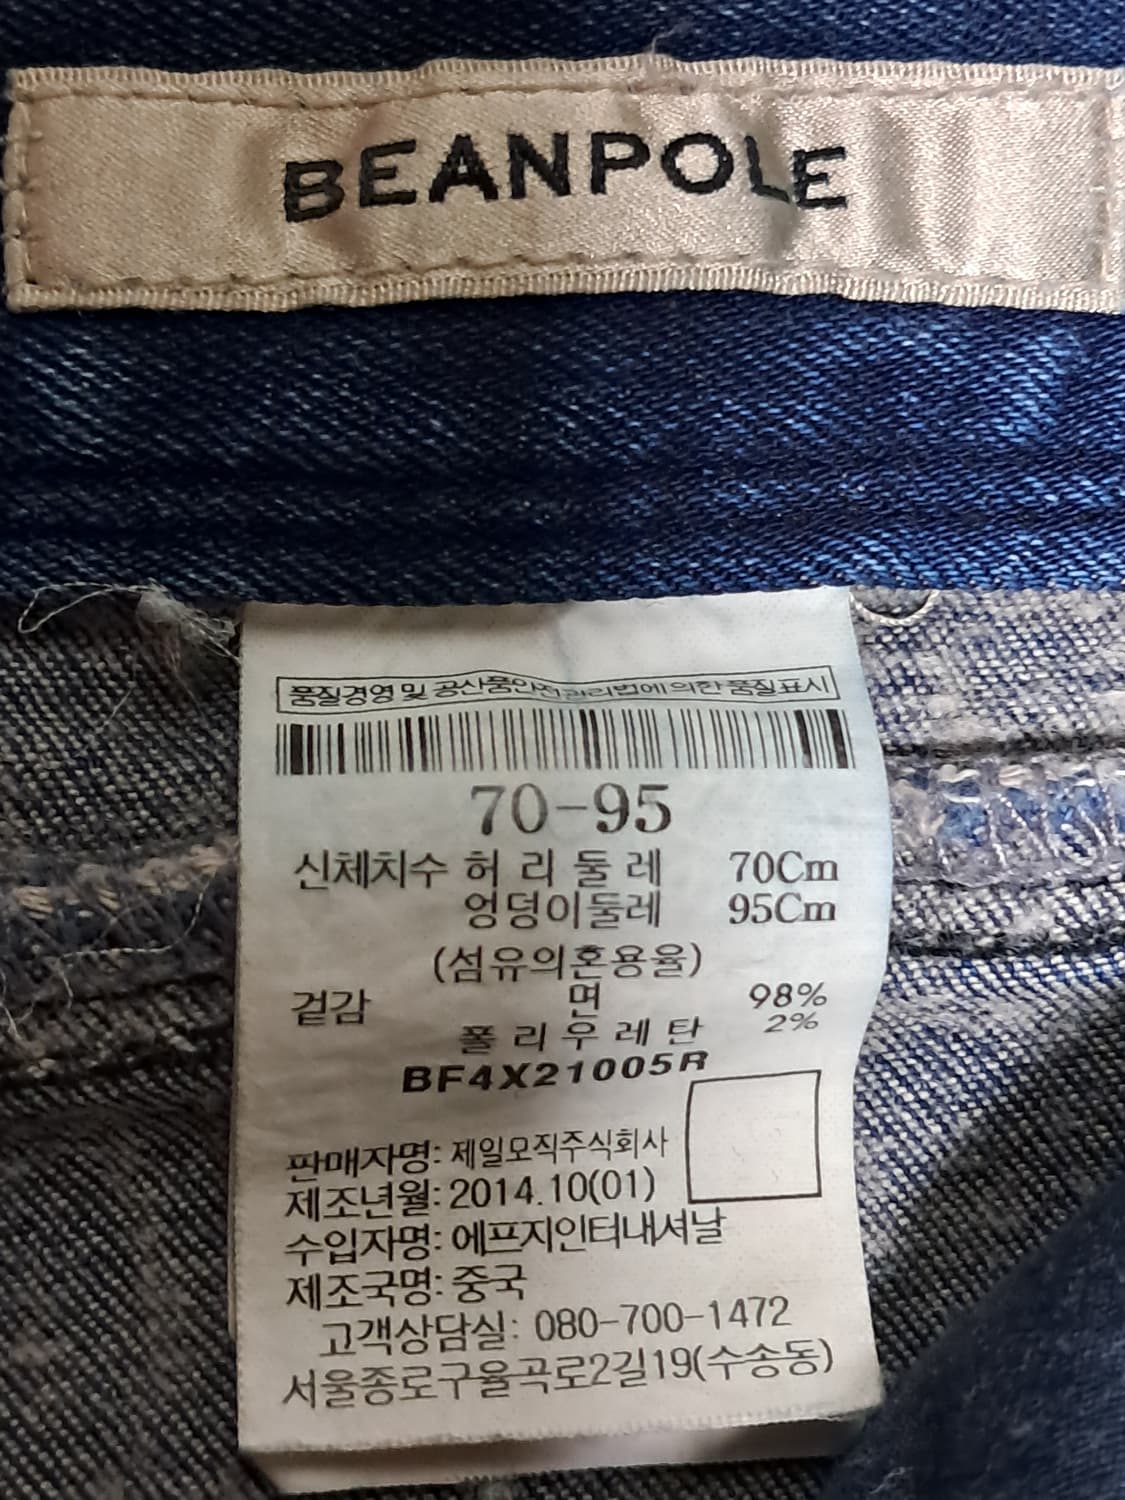 BEANPOLE
품질경영 및 공산품안전관리법에 의한 품질표시
70-95
신체치수 허 리 둘 레 70Cm
엉덩이둘레 95Cm
(섬유의혼용율)
겉감 면 98%
폴 리 우 레 탄 2%
BF4X21005R
판매자명: 제일모직주식회사
제조년월: 2014.10(01)
수입자명: 에프지인터내셔날
제조국명: 중국
고객상담실: 080-700-1472
서울종로구율곡로2길19(수송동)